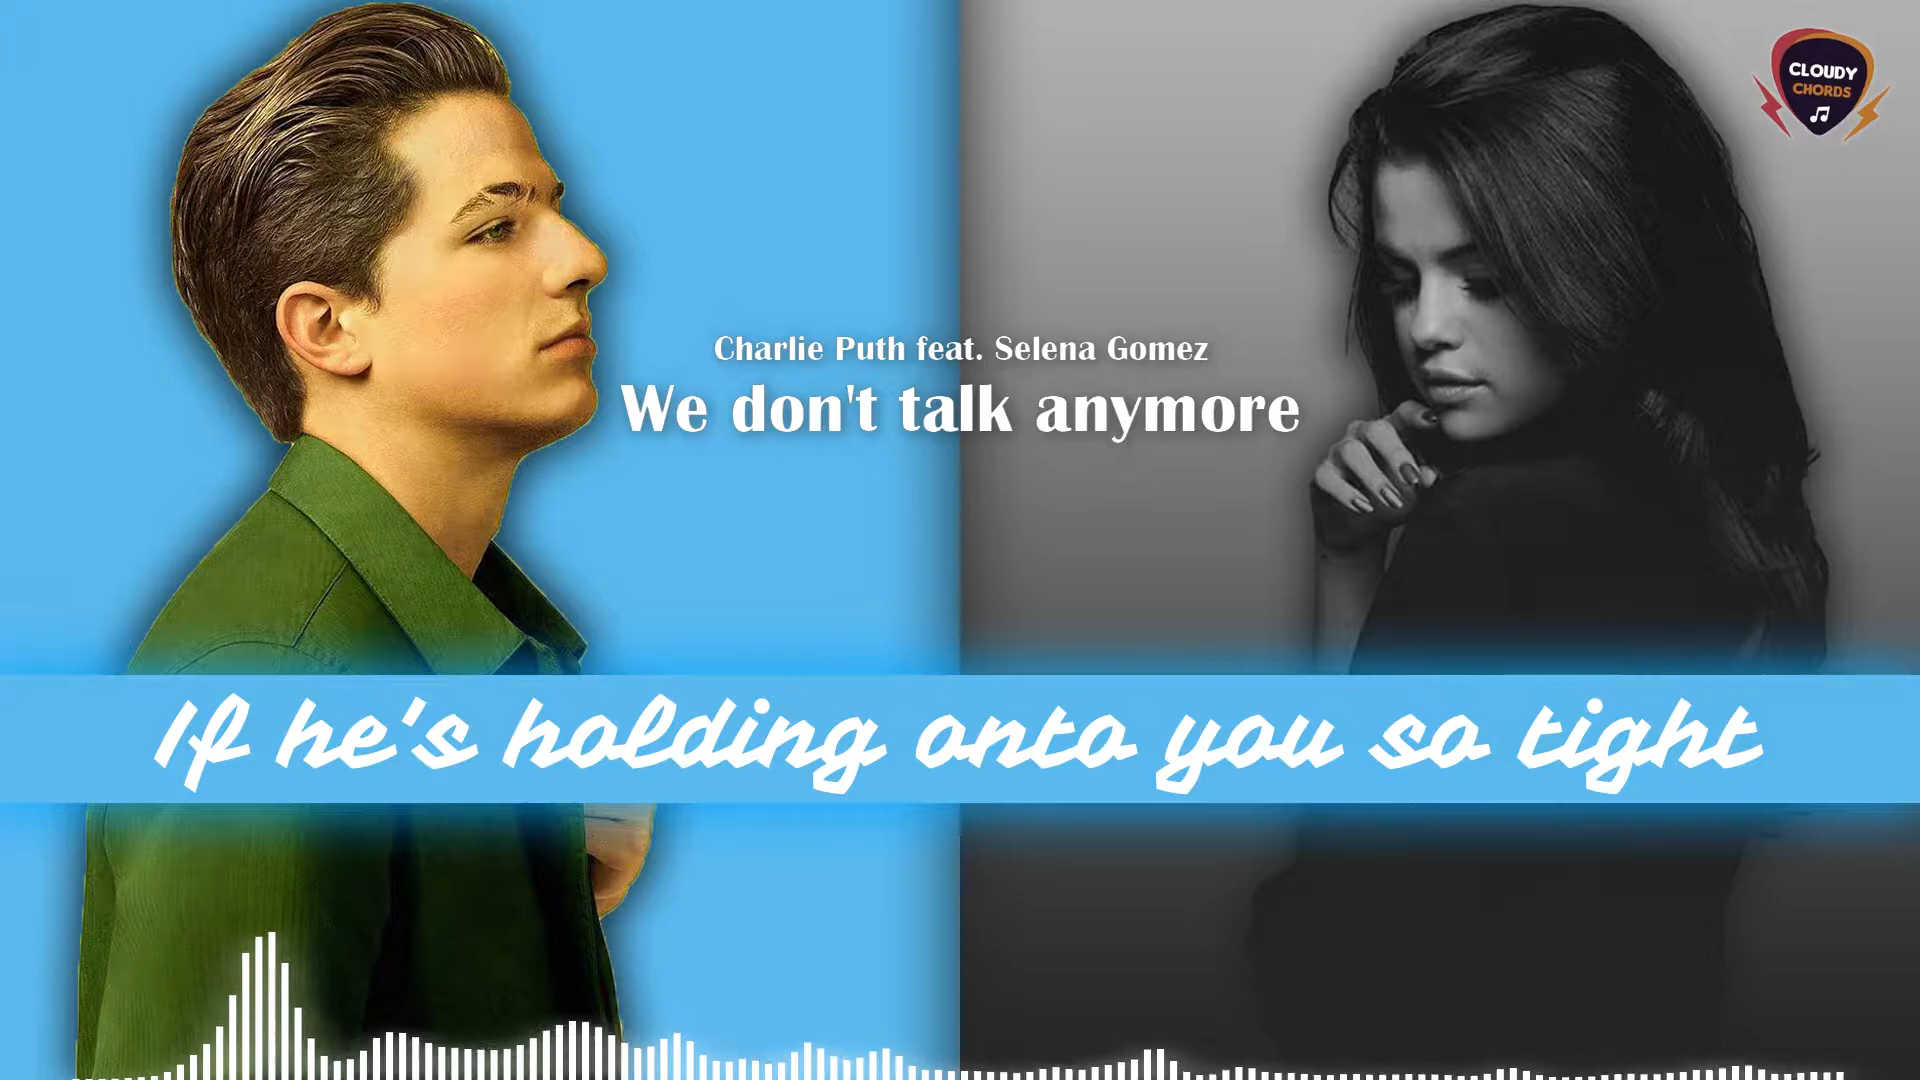 CLOUDY
CHORDS
Charlie Puth feat. Selena Gomez
We don't talk anymore
If he's holding onto you so tight